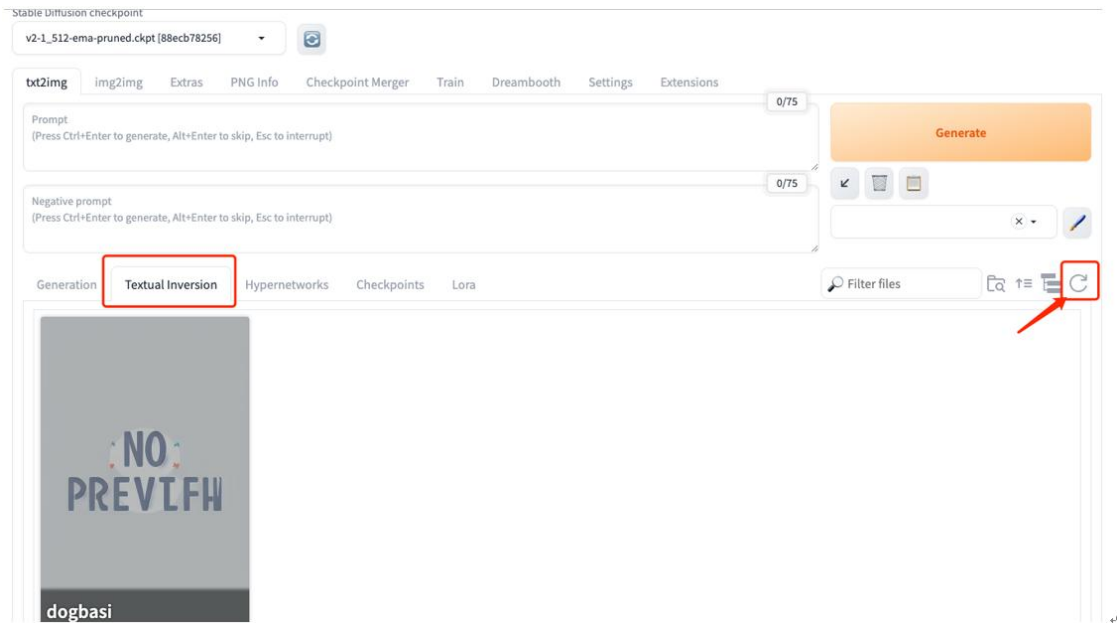 Stable Diffusion checkpoint
v2-1_512-ema-pruned.ckpt [88ecb78256]
txt2img img2img Extras PNG Info Checkpoint Merger Train Dreambooth Settings Extensions
0/75
Prompt
(Press Ctrl+Enter to generate, Alt+Enter to skip, Esc to interrupt)
Generate
0/75
Negative prompt
(Press Ctrl+Enter to generate, Alt+Enter to skip, Esc to interrupt)
Generation Textual Inversion Hypernetworks Checkpoints Lora Filter files
NO
PREVIFW
dogbasi